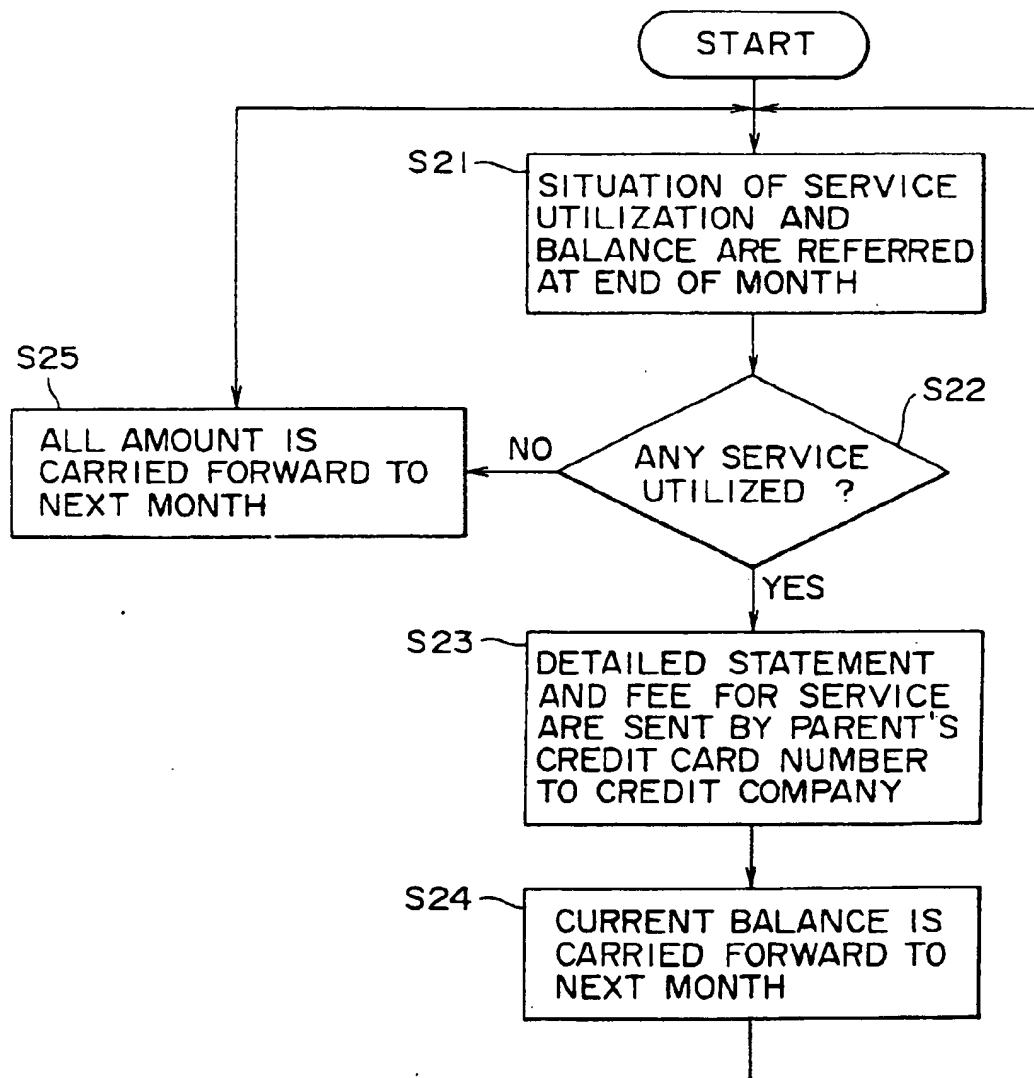 START
S21
SITUATION OF SERVICE
UTILIZATION AND
BALANCE ARE REFERRED
AT END OF MONTH
S22
ANY SERVICE
UTILIZED ?
NO
S25
ALL AMOUNT IS
CARRIED FORWARD TO
NEXT MONTH
YES
S23
DETAILED STATEMENT
AND FEE FOR SERVICE
ARE SENT BY PARENT'S
CREDIT CARD NUMBER
TO CREDIT COMPANY
S24
CURRENT BALANCE IS
CARRIED FORWARD TO
NEXT MONTH